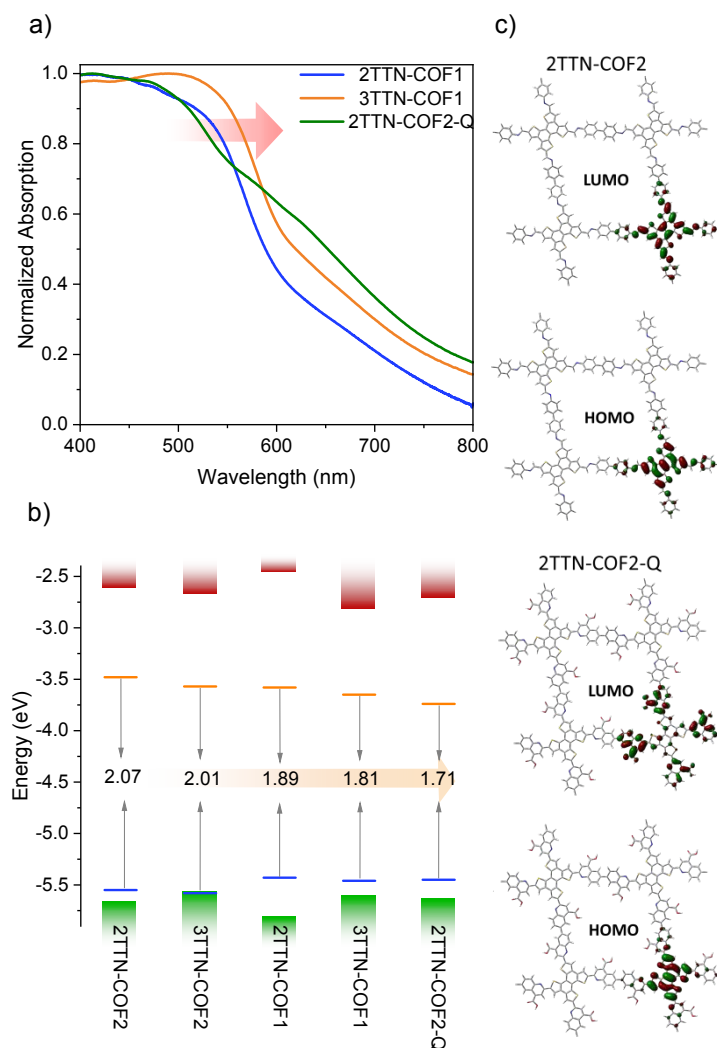 a)
2TTN-COF1
3TTN-COF1
2TTN-COF2-Q
Normalized Absorption
1.0
0.8
0.6
0.4
0.2
0.0
400
500
600
700
800
Wavelength (nm)
b)
Energy (eV)
-2.5
-3.0
-3.5
-4.0
-4.5
-5.0
-5.5
2.07
2.01
1.89
1.81
1.71
2TTN-COF2
3TTN-COF2
2TTN-COF1
3TTN-COF1
2TTN-COF2-Q
c)
2TTN-COF2
LUMO
HOMO
2TTN-COF2-Q
LUMO
HOMO